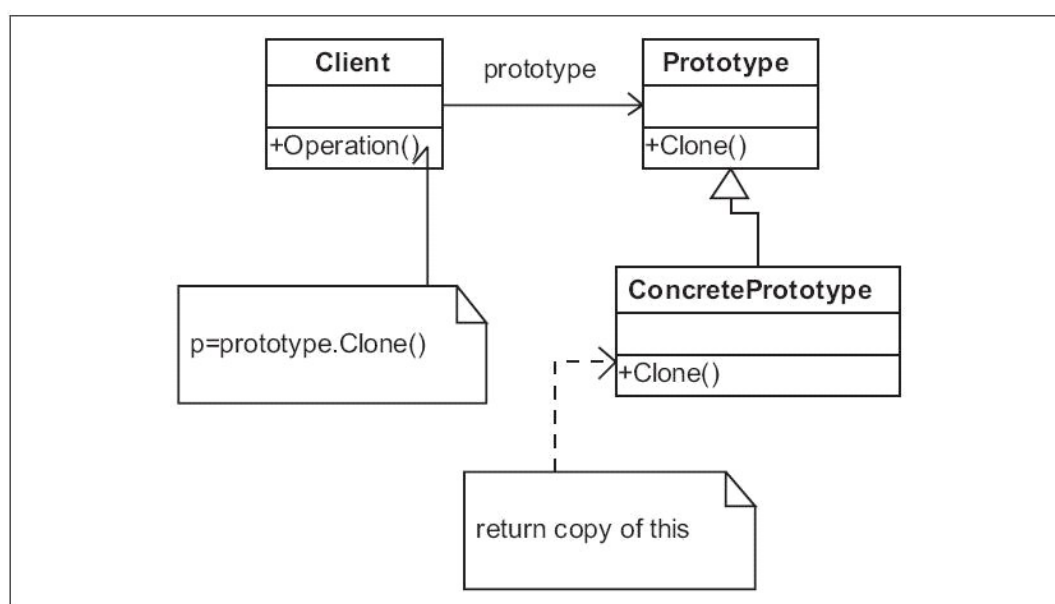 Client
prototype
Prototype
+Operation()
+Clone()
ConcretePrototype
p=prototype.Clone()
+Clone()
return copy of this